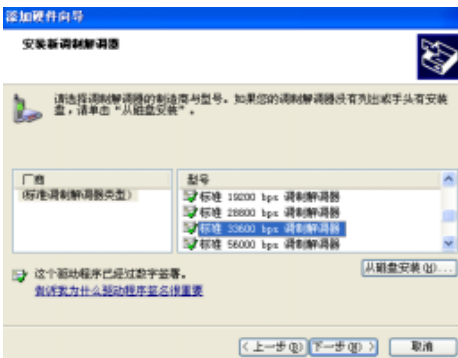 添加硬件向导
安装新调制解调器
请选择调制解调器的制造商与型号。如果您的调制解调器没有列出或手头有安装
盘，请单击“从磁盘安装”。
厂商
(标准调制解调器类型)
型号
标准 19200 bps 调制解调器
标准 28800 bps 调制解调器
标准 33600 bps 调制解调器
标准 56000 bps 调制解调器
这个驱动程序已经过数字签署。
告诉我为什么驱动程序签名很重要
从磁盘安装(H)...
< 上一步(B) 下一步(N) > 取消